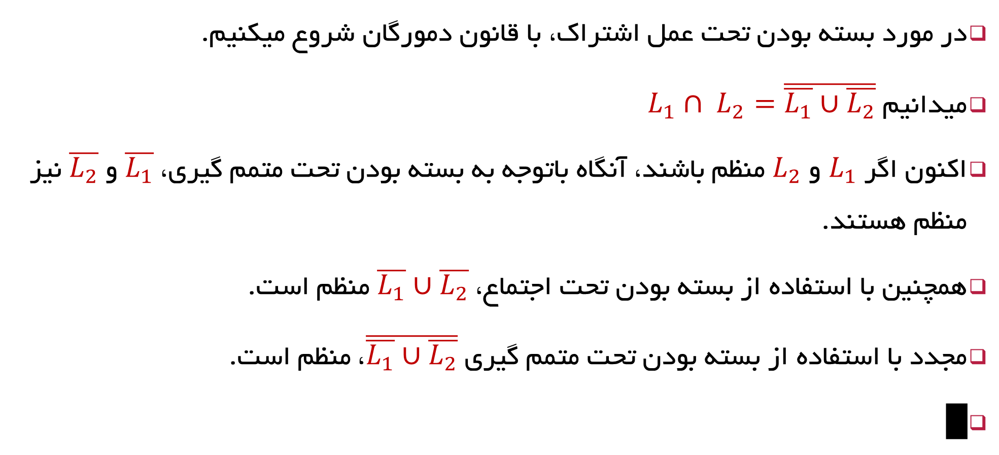 ❑در مورد بسته بودن تحت عمل اشتراک، با قانون دمورگان شروع میکنیم.
❑میدانیم $L_1 \cap L_2 = \overline{\overline{L_1} \cup \overline{L_2}}$
❑اکنون اگر $L_1$ و $L_2$ منظم باشند، آنگاه باتوجه به بسته بودن تحت متمم گیری، $\overline{L_1}$ و $\overline{L_2}$ نیز
منظم هستند.
❑همچنین با استفاده از بسته بودن تحت اجتماع، $\overline{L_1} \cup \overline{L_2}$ منظم است.
❑مجدد با استفاده از بسته بودن تحت متمم گیری $\overline{\overline{L_1} \cup \overline{L_2}}$، منظم است.
❑■